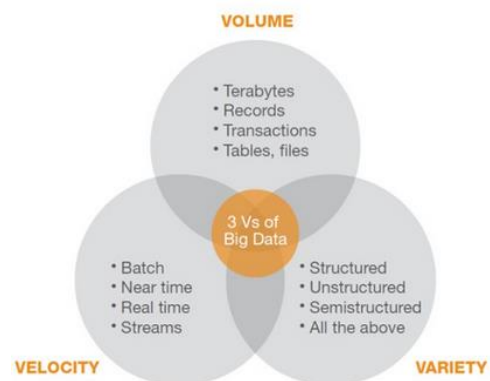 VOLUME
• Terabytes
• Records
• Transactions
• Tables, files
3 Vs of
Big Data
• Batch
• Near time
• Real time
• Streams
• Structured
• Unstructured
• Semistructured
• All the above
VELOCITY
VARIETY